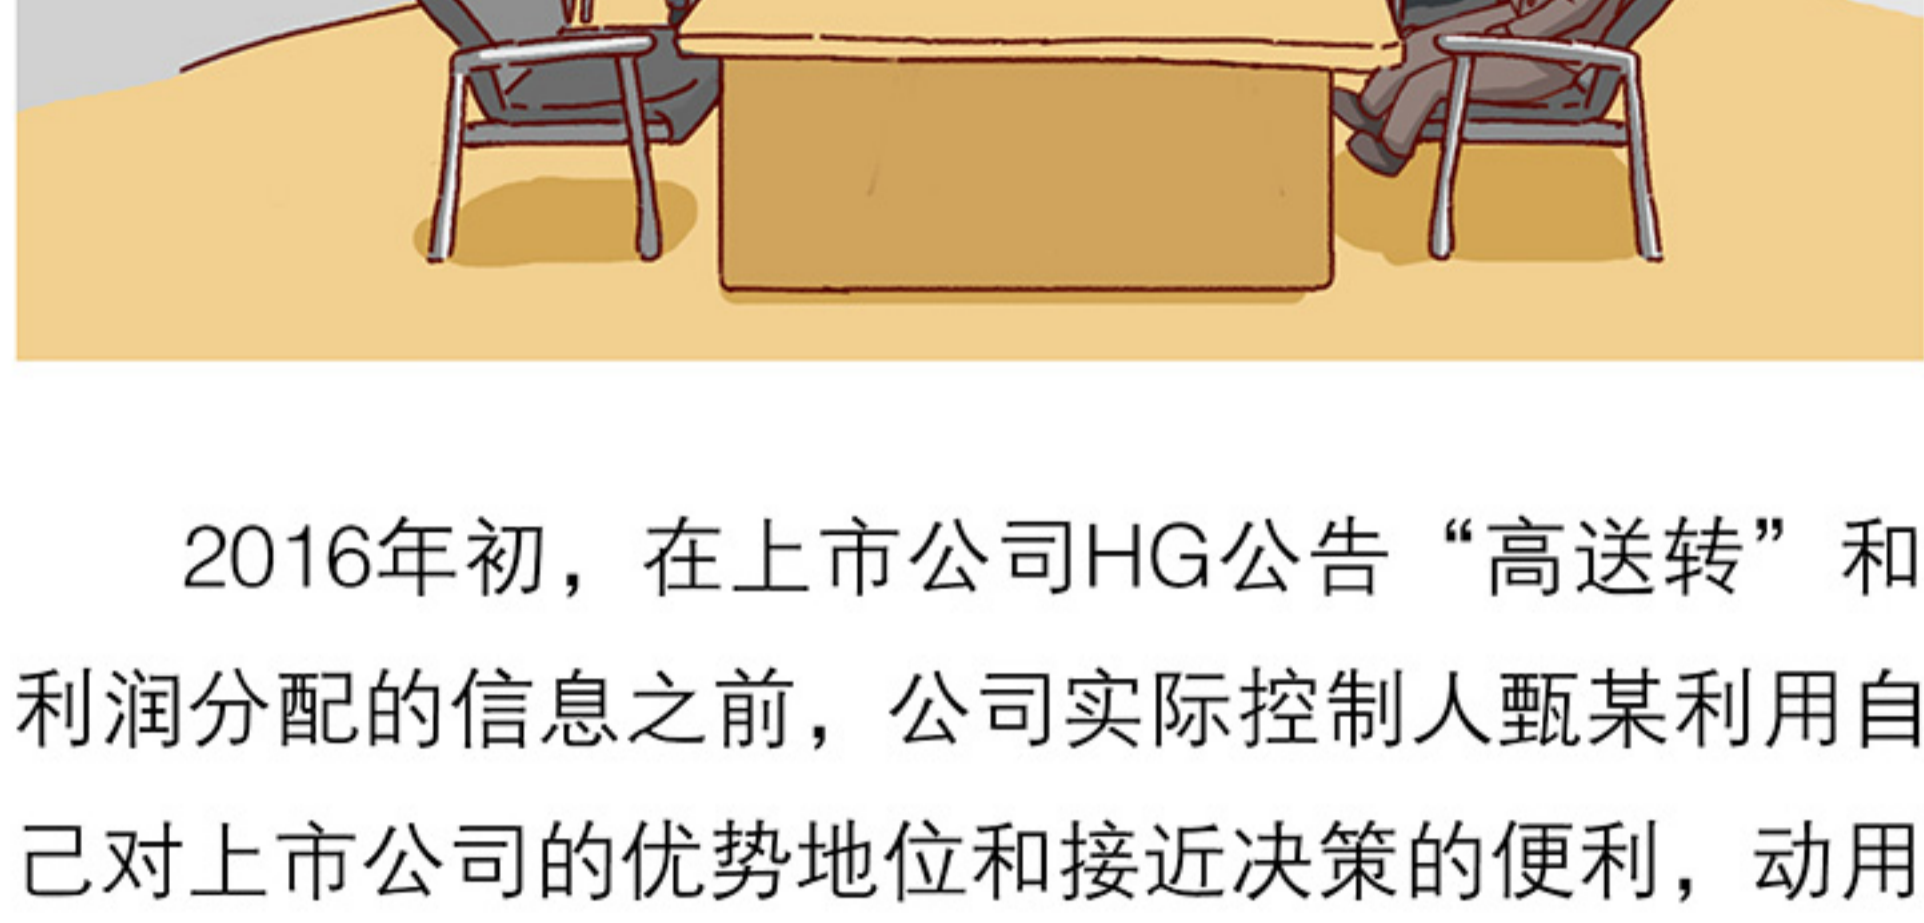 2016年初，在上市公司HG公告“高送转”和
利润分配的信息之前，公司实际控制人甄某利用自
己对上市公司的优势地位和接近决策的便利，动用